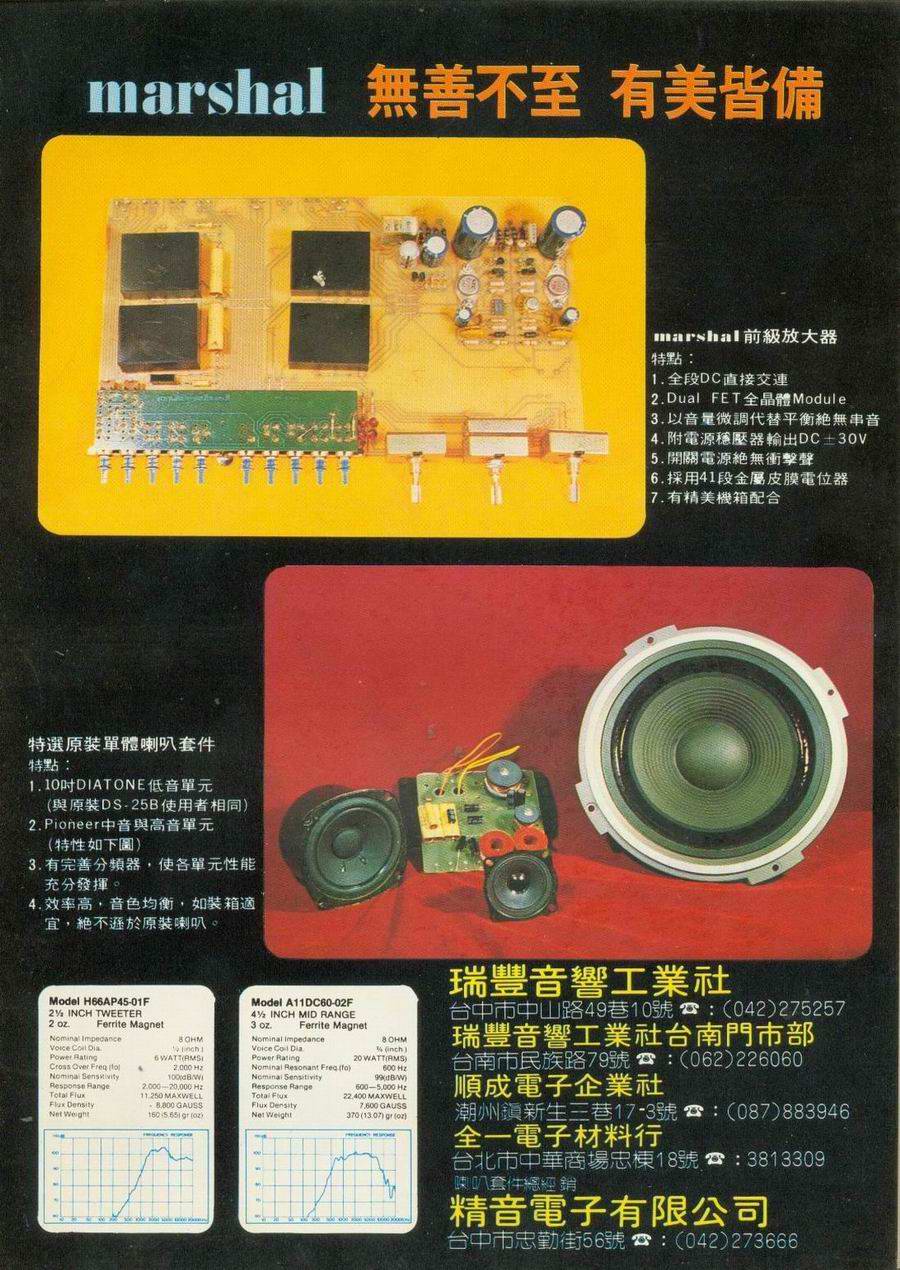 marshal 無善不至 有美皆備
marshal前級放大器
特點：
1.全段DC直接交連
2.Dual FET全晶體Module
3.以音量微調代替平衡絕無串音
4.附電源穩壓器輸出DC±30V
5.開關電源絕無衝擊聲
6.採用41段金屬皮膜電位器
7.有精美機箱配合
特選原裝單體喇叭套件
特點：
1.10吋DIATONE低音單元
(與原裝DS-25B使用者相同)
2.Pioneer中音與高音單元
(特性如下圖)
3.有完善分頻器，使各單元性能
充分發揮。
4.效率高，音色均衡，如裝箱適
宜，絕不遜於原裝喇叭。
Model H66AP45-01F
2½ INCH TWEETER
2 oz. Ferrite Magnet
Nominal Impedance 8 OHM
Voice Coil Dia. ½ (inch)
Power Rating 6 WATT(RMS)
Cross Over Freq (fo) 2,000 Hz
Nominal Sensitivity 100(dB/W)
Response Range 2,000—20,000 Hz
Total Flux 11,250 MAXWELL
Flux Density 8,800 GAUSS
Net Weight 160 (5.65) gr (oz)
FREQUENCY RESPONSE
Model A11DC60-02F
4½ INCH MID RANGE
3 oz. Ferrite Magnet
Nominal Impedance 8 OHM
Voice Coil Dia. ¾ (inch)
Power Rating 20 WATT(RMS)
Nominal Resonant Freq.(fo) 600 Hz
Nominal Sensitivity 99(dB/W)
Response Range 600—5,000 Hz
Total Flux 22,400 MAXWELL
Flux Density 7,600 GAUSS
Net Weight 370 (13.07) gr (oz)
FREQUENCY RESPONSE
瑞豐音響工業社
台中市中山路49巷10號☎：(042)275257
瑞豐音響工業社台南門市部
台南市民族路79號☎：(062)226060
順成電子企業社
潮州鎮新生三巷17-3號☎：(087)883946
全一電子材料行
台北市中華商場忠棟18號☎：3813309
喇叭套件總經銷
精音電子有限公司
台中市忠勤街56號☎：(042)273666